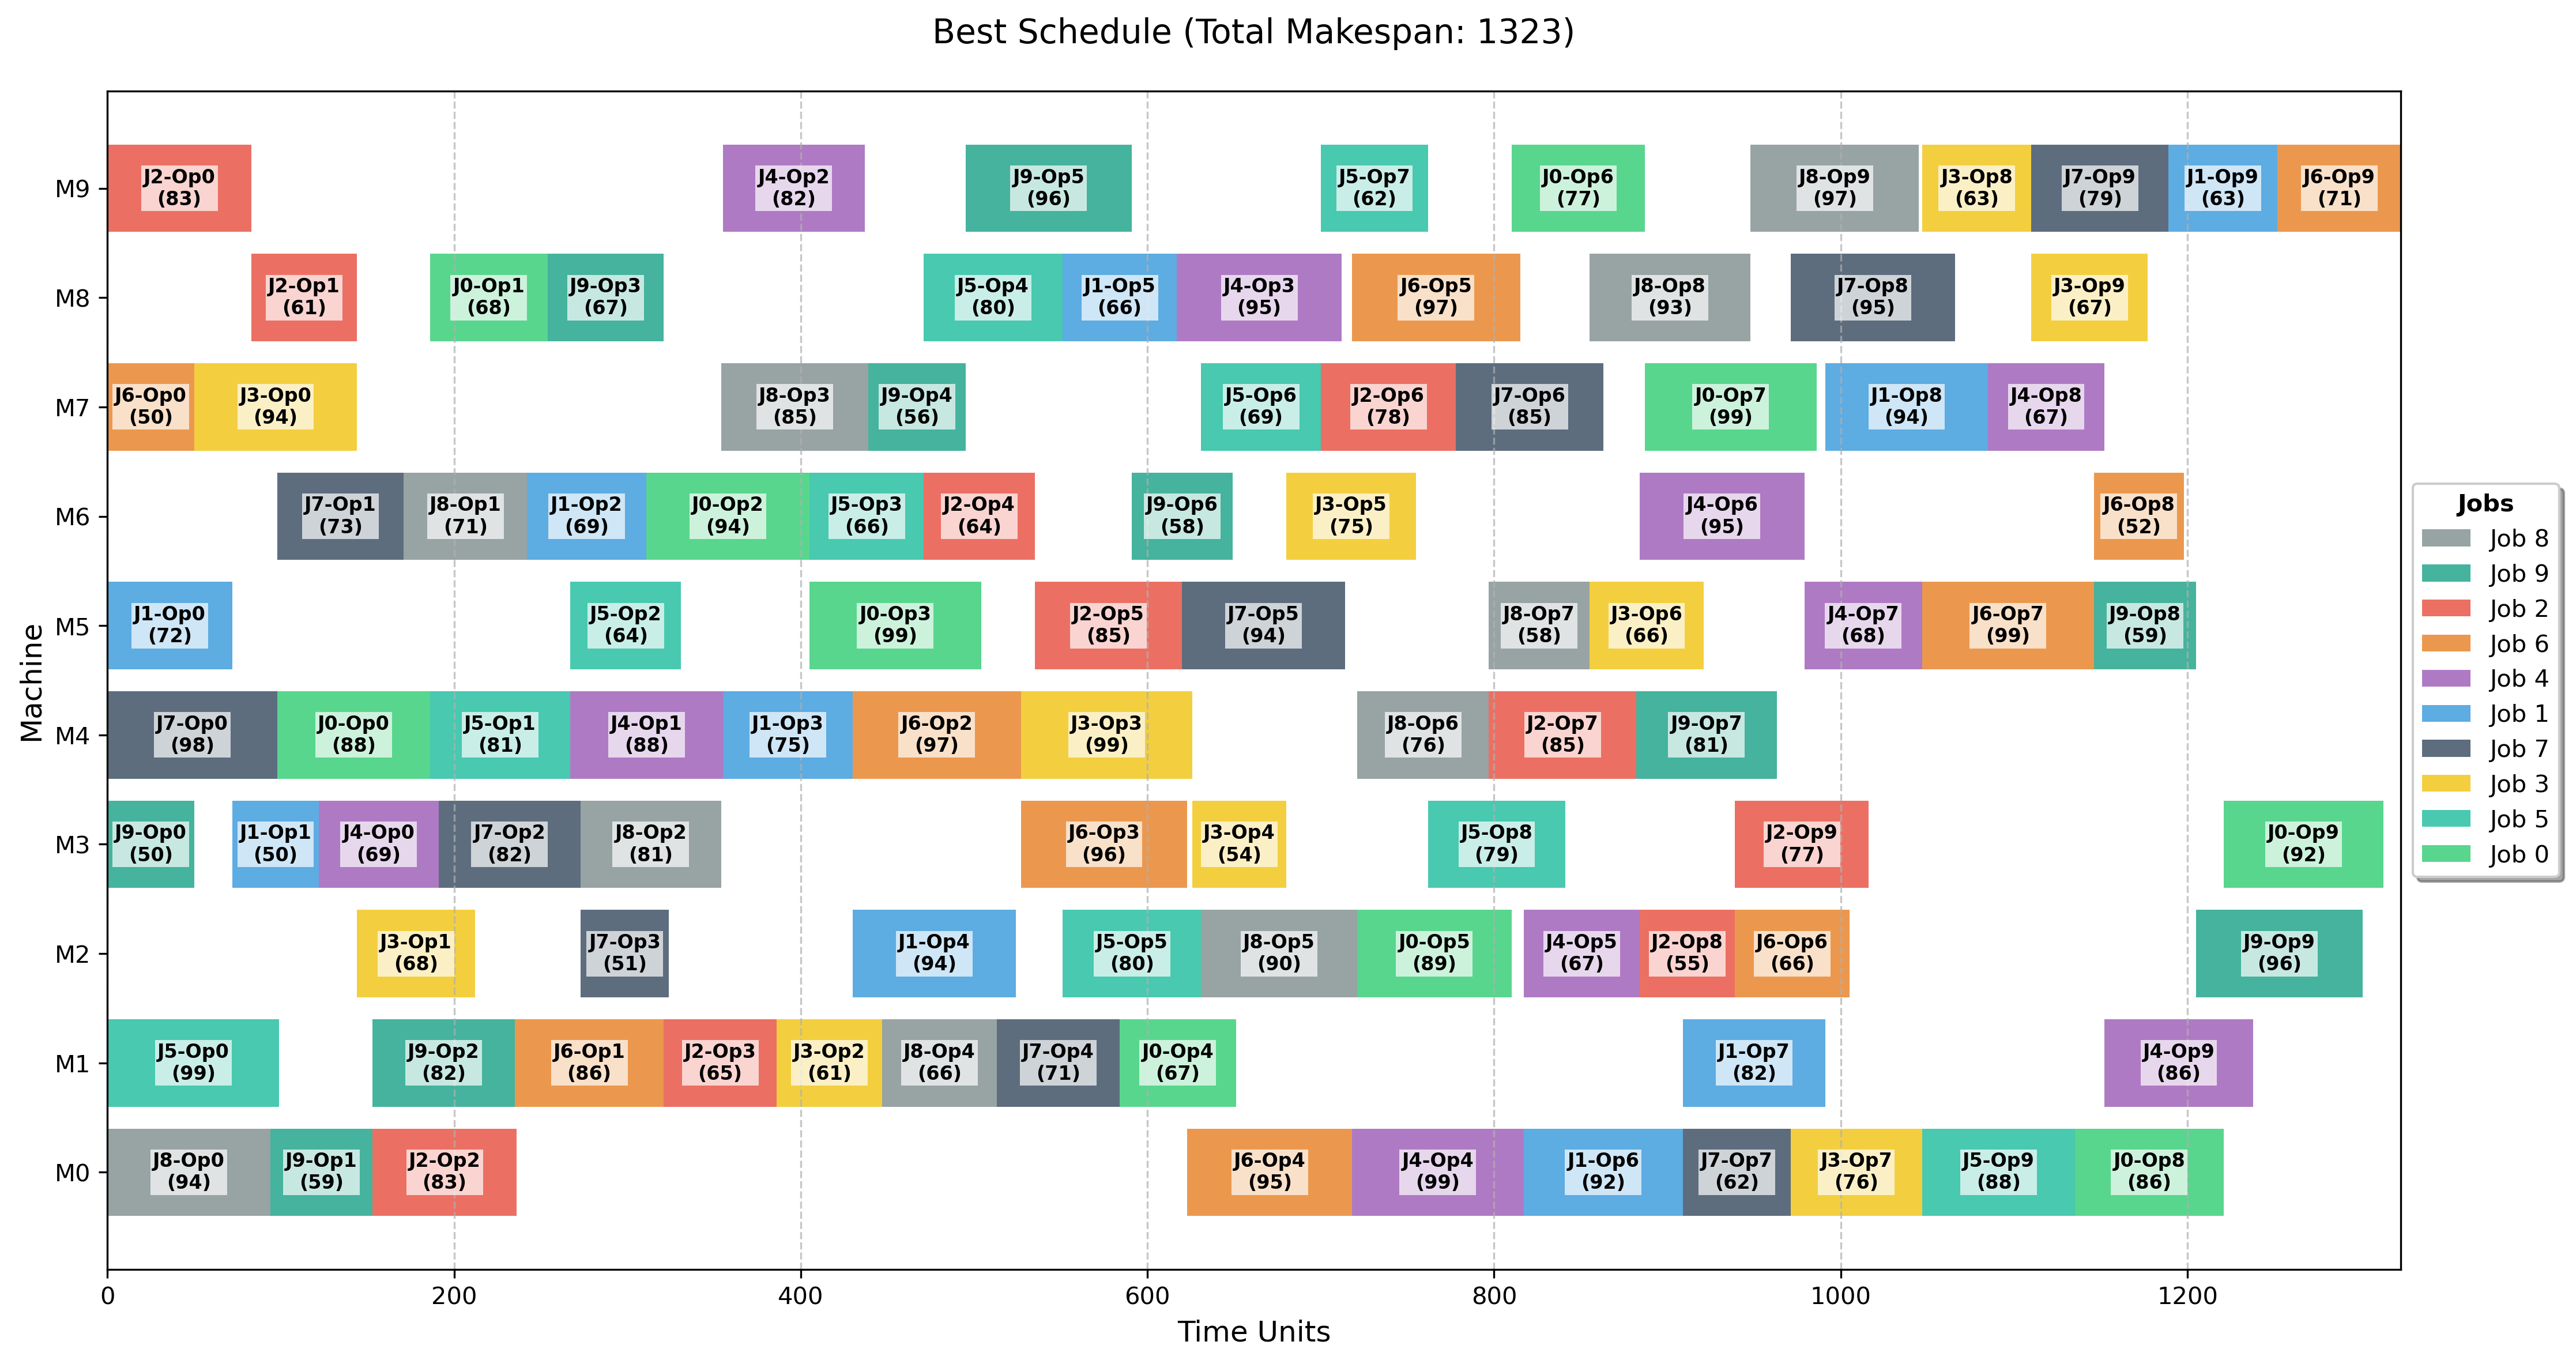 Best Schedule (Total Makespan: 1323)
Machine
M9
J2-Op0
(83)
J4-Op2
(82)
J9-Op5
(96)
J5-Op7
(62)
J0-Op6
(77)
J8-Op9
(97)
J3-Op8
(63)
J7-Op9
(79)
J1-Op9
(63)
J6-Op9
(71)
M8
J2-Op1
(61)
J0-Op1
(68)
J9-Op3
(67)
J5-Op4
(80)
J1-Op5
(66)
J4-Op3
(95)
J6-Op5
(97)
J8-Op8
(93)
J7-Op8
(95)
J3-Op9
(67)
M7
J6-Op0
(50)
J3-Op0
(94)
J8-Op3
(85)
J9-Op4
(56)
J5-Op6
(69)
J2-Op6
(78)
J7-Op6
(85)
J0-Op7
(99)
J1-Op8
(94)
J4-Op8
(67)
M6
J7-Op1
(73)
J8-Op1
(71)
J1-Op2
(69)
J0-Op2
(94)
J5-Op3
(66)
J2-Op4
(64)
J9-Op6
(58)
J3-Op5
(75)
J4-Op6
(95)
J6-Op8
(52)
M5
J1-Op0
(72)
J5-Op2
(64)
J0-Op3
(99)
J2-Op5
(85)
J7-Op5
(94)
J8-Op7
(58)
J3-Op6
(66)
J4-Op7
(68)
J6-Op7
(99)
J9-Op8
(59)
M4
J7-Op0
(98)
J0-Op0
(88)
J5-Op1
(81)
J4-Op1
(88)
J1-Op3
(75)
J6-Op2
(97)
J3-Op3
(99)
J8-Op6
(76)
J2-Op7
(85)
J9-Op7
(81)
M3
J9-Op0
(50)
J1-Op1
(50)
J4-Op0
(69)
J7-Op2
(82)
J8-Op2
(81)
J6-Op3
(96)
J3-Op4
(54)
J5-Op8
(79)
J2-Op9
(77)
J0-Op9
(92)
M2
J3-Op1
(68)
J7-Op3
(51)
J1-Op4
(94)
J5-Op5
(80)
J8-Op5
(90)
J0-Op5
(89)
J4-Op5
(67)
J2-Op8
(55)
J6-Op6
(66)
J9-Op9
(96)
M1
J5-Op0
(99)
J9-Op2
(82)
J6-Op1
(86)
J2-Op3
(65)
J3-Op2
(61)
J8-Op4
(66)
J7-Op4
(71)
J0-Op4
(67)
J1-Op7
(82)
J4-Op9
(86)
M0
J8-Op0
(94)
J9-Op1
(59)
J2-Op2
(83)
J6-Op4
(95)
J4-Op4
(99)
J1-Op6
(92)
J7-Op7
(62)
J3-Op7
(76)
J5-Op9
(88)
J0-Op8
(86)
0
200
400
600
800
1000
1200
Time Units
Jobs
Job 8
Job 9
Job 2
Job 6
Job 4
Job 1
Job 7
Job 3
Job 5
Job 0